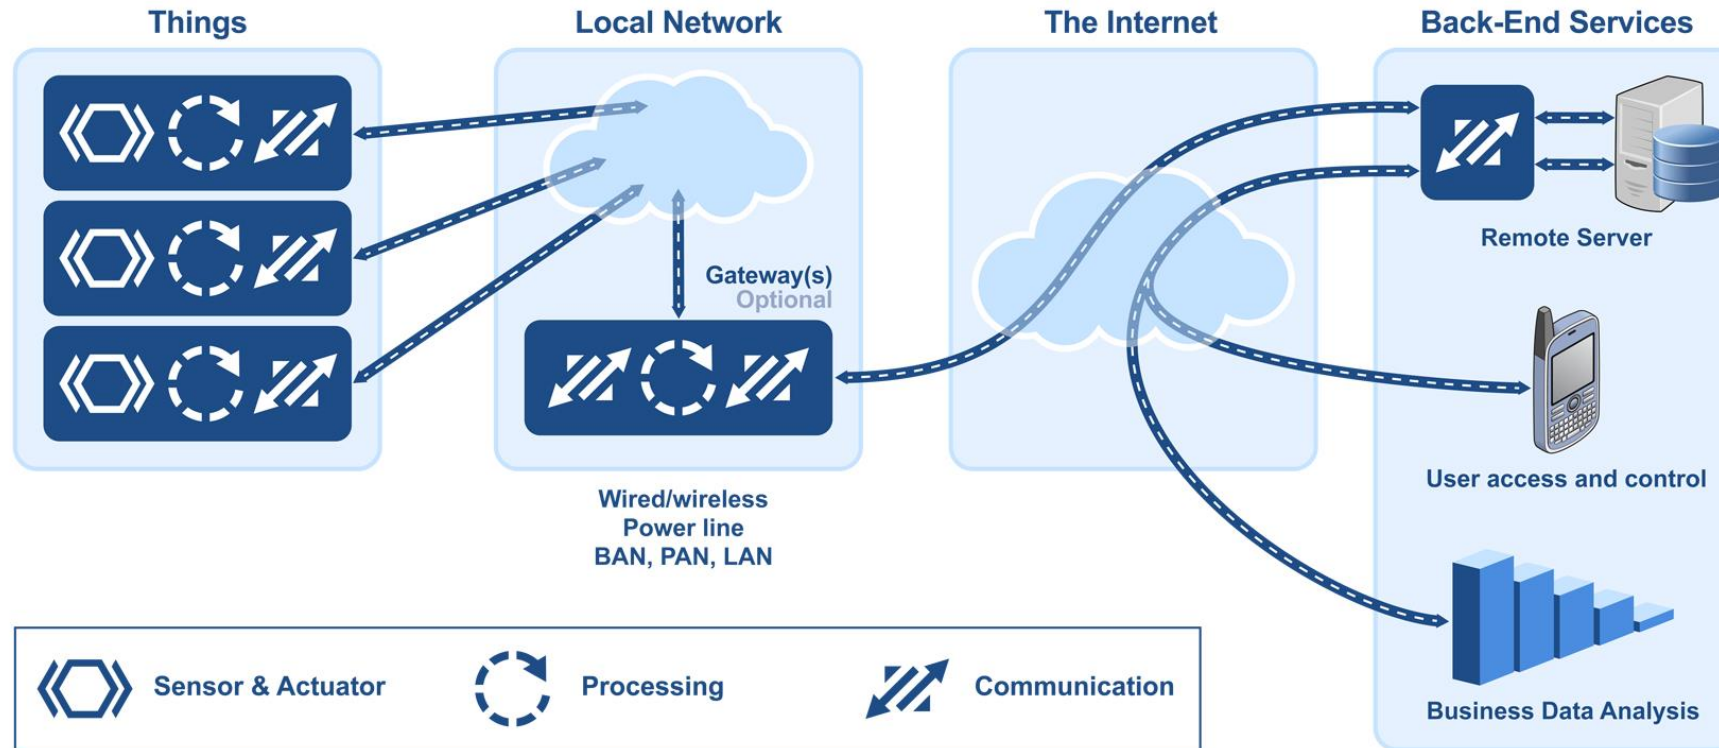 Things
Local Network
The Internet
Back-End Services
Gateway(s)
Optional
Wired/wireless
Power line
BAN, PAN, LAN
Remote Server
User access and control
Business Data Analysis
Sensor & Actuator
Processing
Communication